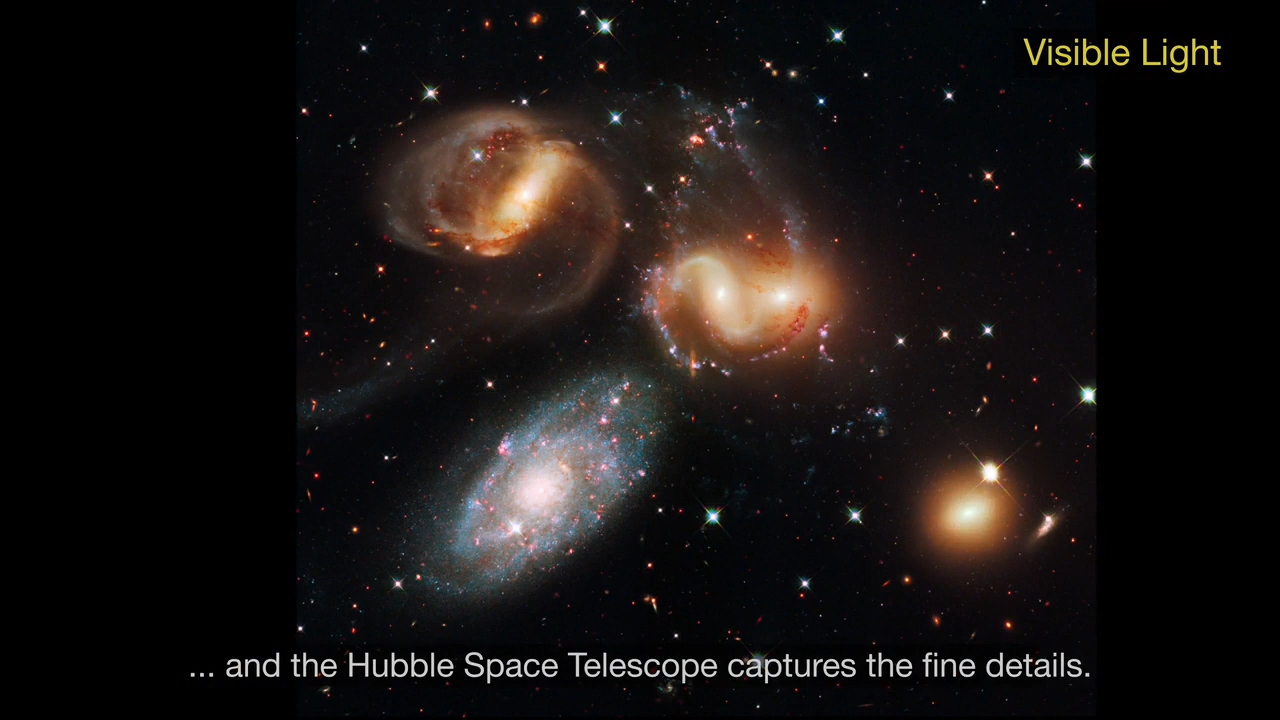 Visible Light
... and the Hubble Space Telescope captures the fine details.